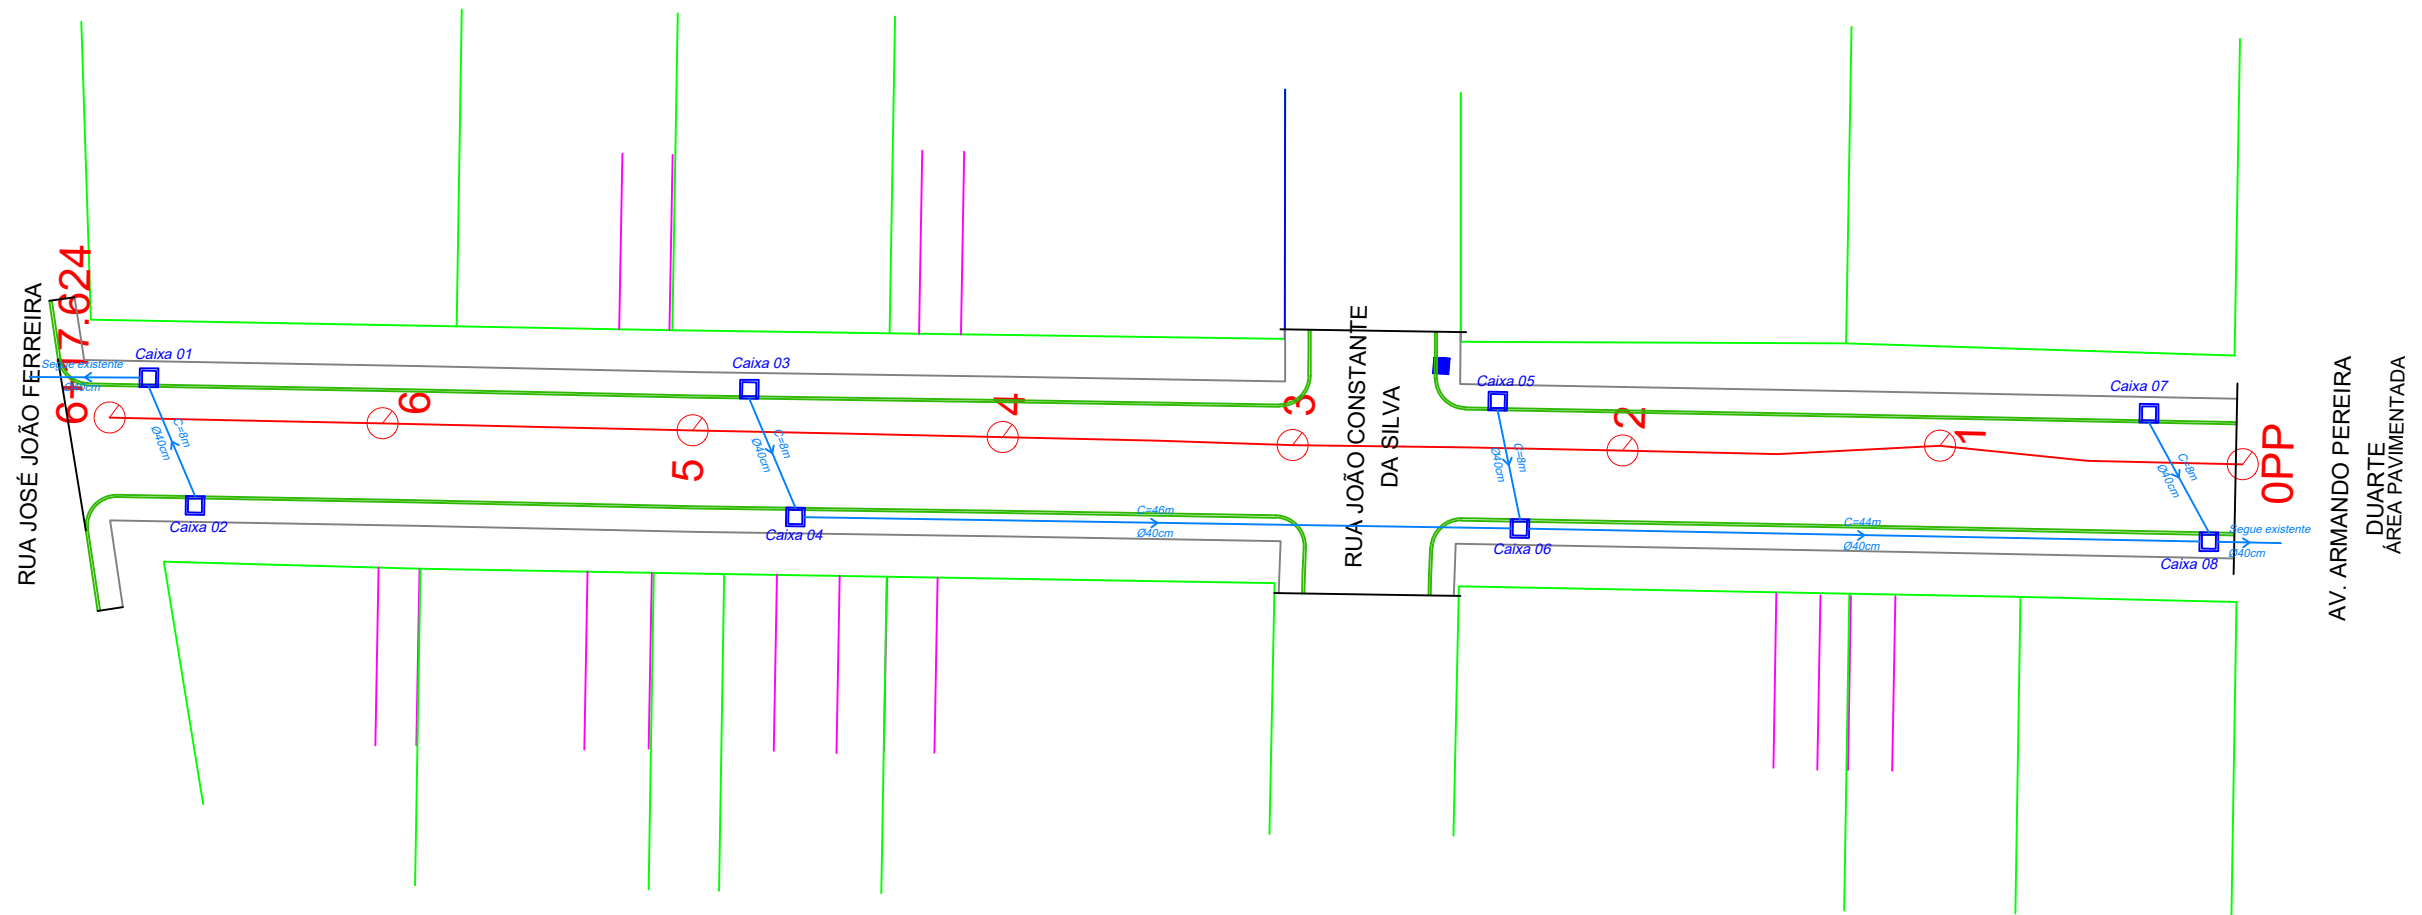 RUA JOSÉ JOÃO FERREIRA
6+17.624
Segue existente
Ø40cm
Caixa 01
C=8m
Ø40cm
Caixa 02
6
5
Caixa 03
C=8m
Ø40cm
Caixa 04
4
3
C=46m
Ø40cm
RUA JOÃO CONSTANTE
DA SILVA
Caixa 05
C=8m
Ø40cm
Caixa 06
2
C=44m
Ø40cm
1
Caixa 07
C=8m
Ø40cm
Caixa 08
0PP
Segue existente
Ø40cm
AV. ARMANDO PEREIRA
DUARTE
ÁREA PAVIMENTADA